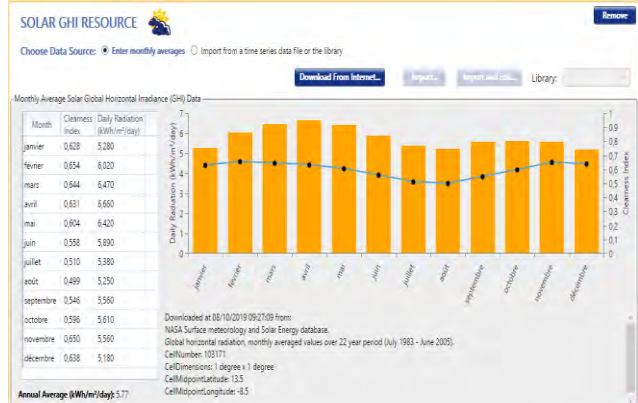 SOLAR GHI RESOURCE
Remove
Choose Data Source: Enter monthly averages Import from a time series data file or the library
Download From Internet... Import... Import and Edit... Library:
Monthly Average Solar Global Horizontal Irradiance (GHI) Data
Month Clearness Index Daily Radiation (kWh/m²/day)
janvier 0,628 5,280
février 0,654 6,020
mars 0,644 6,470
avril 0,631 6,660
mai 0,604 6,420
juin 0,558 5,890
juillet 0,510 5,380
août 0,499 5,250
septembre 0,546 5,560
octobre 0,596 5,610
novembre 0,650 5,560
décembre 0,638 5,180
Annual Average (kWh/m²/day): 5.77
Daily Radiation (kWh/m²/day)
7
6
5
4
3
2
1
0
janvier février mars avril mai juin juillet août septembre octobre novembre décembre
1
0,9
0,8
0,7
0,6
0,5
0,4
0,3
0,2
0,1
0
Clearness Index
Downloaded at 08/10/2019 09:27:09 from:
NASA Surface meteorology and Solar Energy database.
Global horizontal radiation, monthly averaged values over 22 year period (July 1983 - June 2005).
CellNumber: 103171
CellDimensions: 1 degree x 1 degree
CellMidpointLatitude: 13.5
CellMidpointLongitude: -8.5